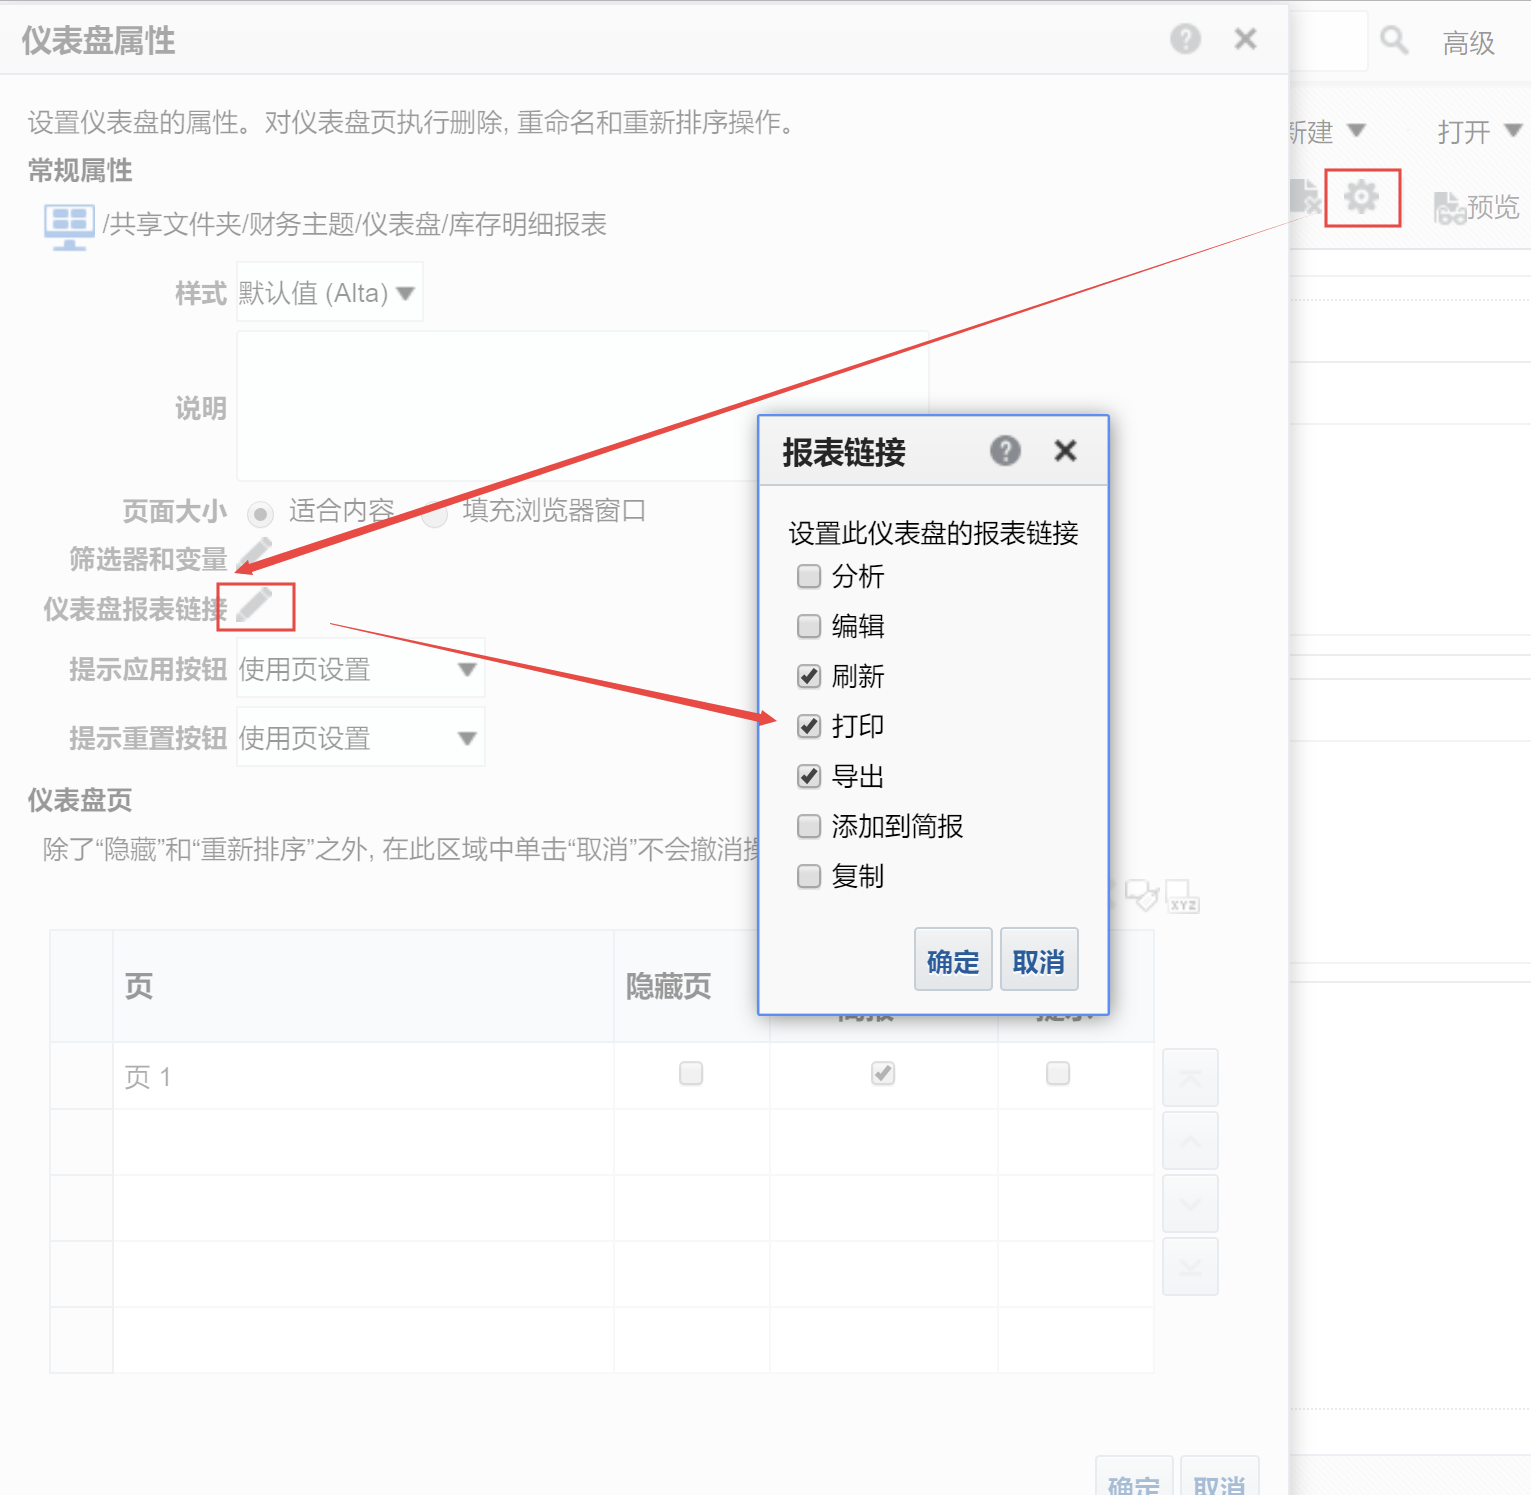 仪表盘属性
高级
设置仪表盘的属性。对仪表盘页执行删除, 重命名和重新排序操作。
新建
打开
常规属性
预览
/共享文件夹/财务主题/仪表盘/库存明细报表
样式 默认值 (Alta)
说明
页面大小 适合内容 填充浏览器窗口
筛选器和变量
仪表盘报表链接
提示应用按钮 使用页设置
提示重置按钮 使用页设置
报表链接
设置此仪表盘的报表链接
分析
编辑
刷新
打印
导出
添加到简报
复制
确定 取消
仪表盘页
除了“隐藏”和“重新排序”之外, 在此区域中单击“取消”不会撤消
XYZ
页 隐藏页
页 1
确定 取消